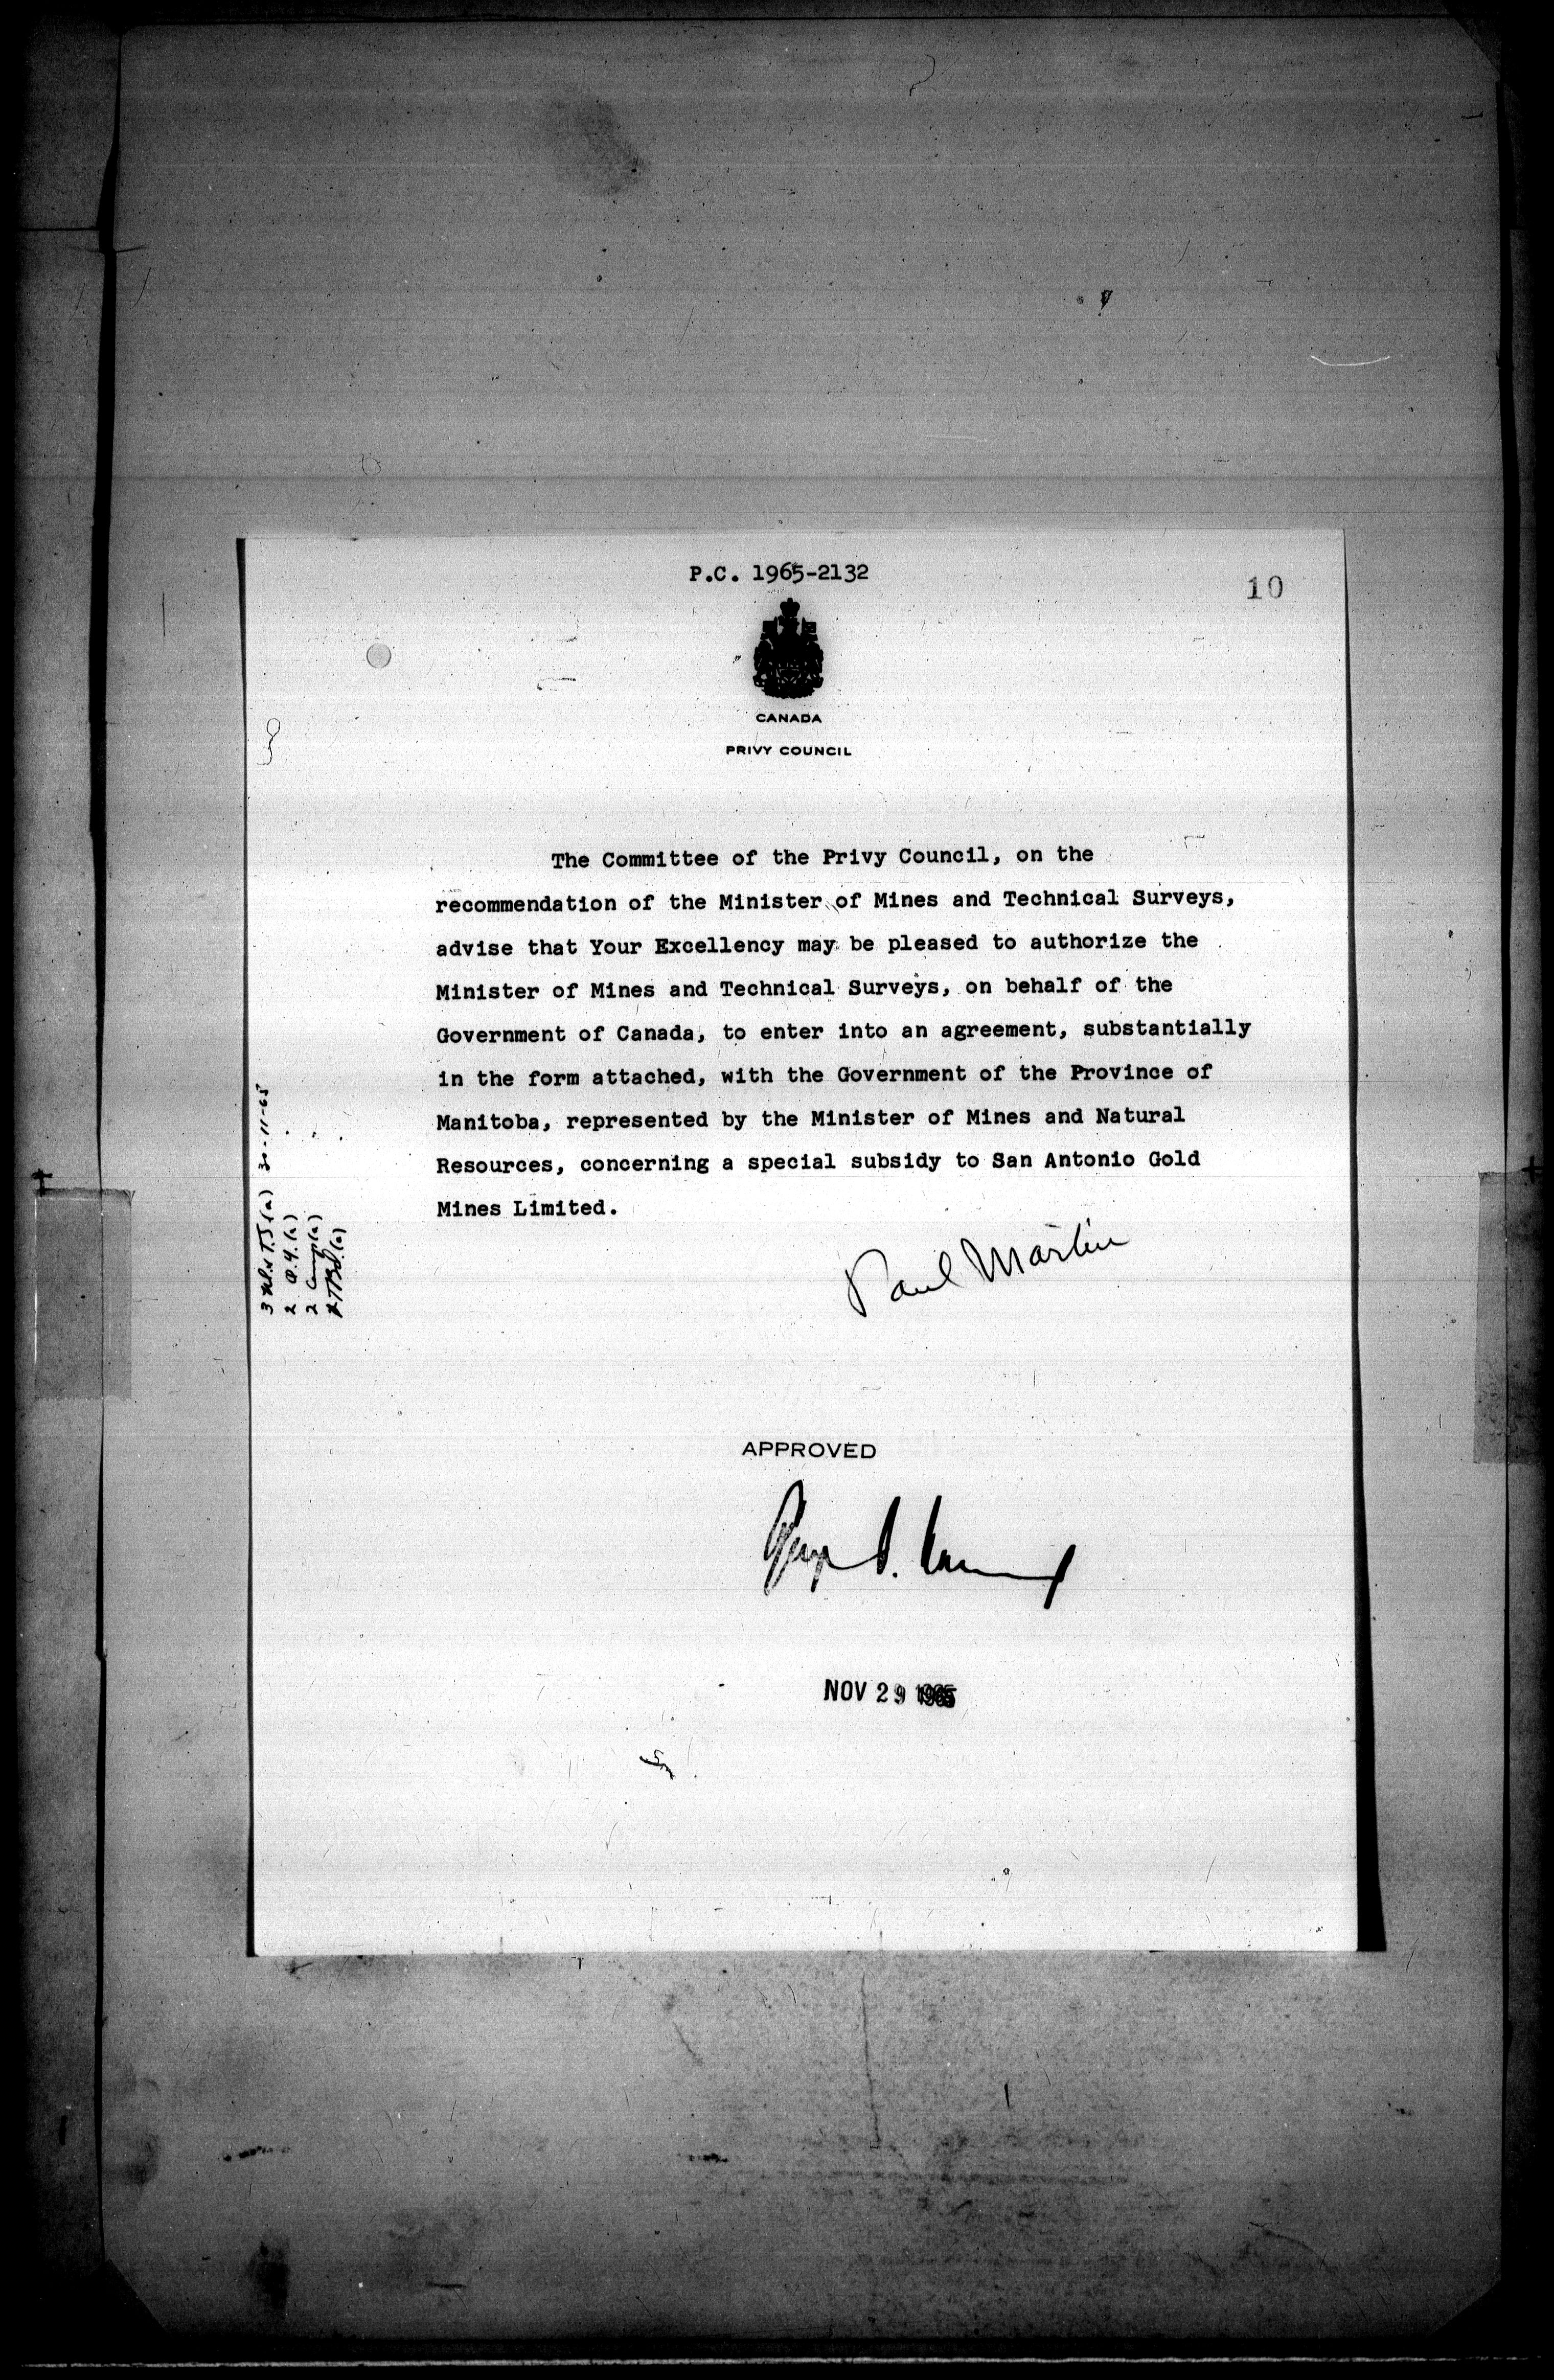 P.C. 1965-2132
10
CANADA
PRIVY COUNCIL
The Committee of the Privy Council, on the
recommendation of the Minister of Mines and Technical Surveys,
advise that Your Excellency may be pleased to authorize the
Minister of Mines and Technical Surveys, on behalf of the
Government of Canada, to enter into an agreement, substantially
in the form attached, with the Government of the Province of
Manitoba, represented by the Minister of Mines and Natural
Resources, concerning a special subsidy to San Antonio Gold
Mines Limited.
Paul Martin
APPROVED
NOV 29 1965
30-11-65